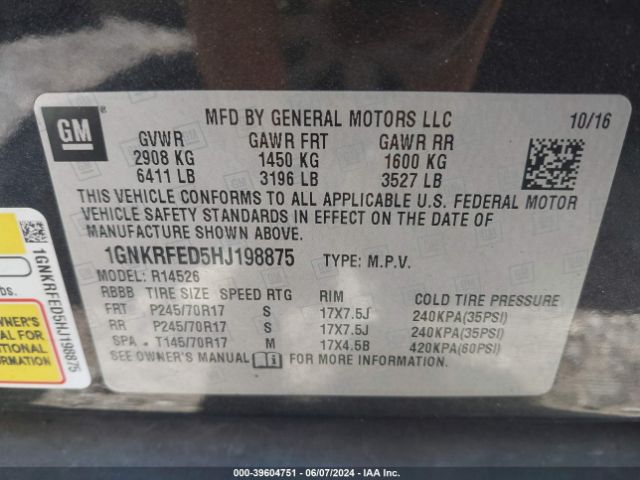 GM
MFD BY GENERAL MOTORS LLC 10/16
GVWR GAWR FRT GAWR RR
2908 KG 1450 KG 1600 KG
6411 LB 3196 LB 3527 LB
THIS VEHICLE CONFORMS TO ALL APPLICABLE U.S. FEDERAL MOTOR
VEHICLE SAFETY STANDARDS IN EFFECT ON THE DATE OF
MANUFACTURE SHOWN ABOVE.
1GNKRFED5HJ198875 TYPE: M.P.V.
MODEL: R14526
RBBB TIRE SIZE SPEED RTG RIM COLD TIRE PRESSURE
FRT P245/70R17 S 17X7.5J 240KPA(35PSI)
RR P245/70R17 S 17X7.5J 240KPA(35PSI)
SPA - T145/70R17 M 17X4.5B 420KPA(60PSI)
SEE OWNER'S MANUAL FOR MORE INFORMATION.
1GNKRFED5HJ198875
bs.
OWNER'S
AL FOR
ITIONAL
RMATION
IAA Owner: - 39604751 - 06/07/2024 - IAA Inc.